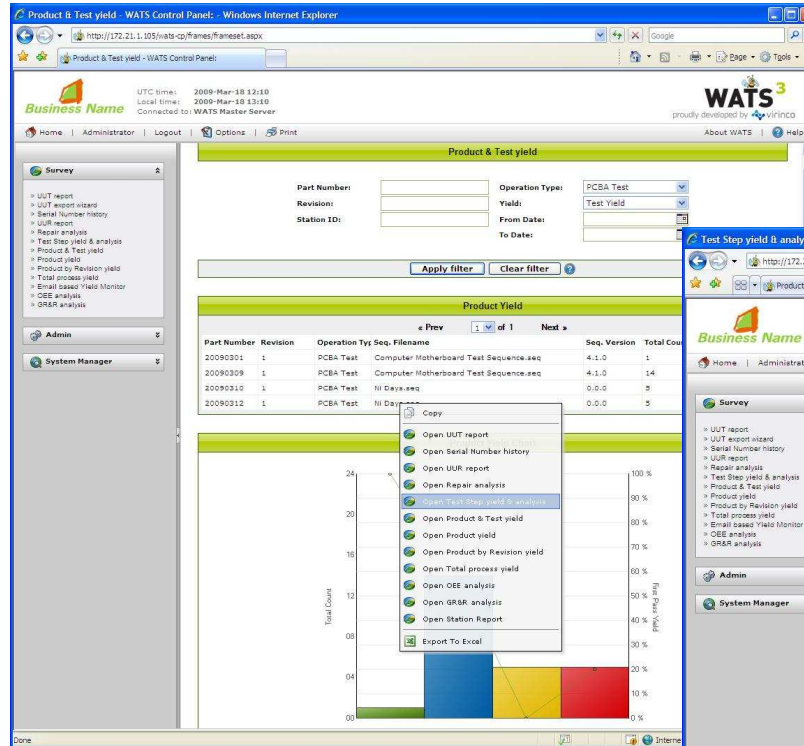 Product & Test yield - WATS Control Panel: - Windows Internet Explorer
http://172.21.1.105/wats-cp/frames/frameset.aspx
Google
Product & Test yield - WATS Control Panel:
Page
Tools
Business Name
UTC time: 2009-Mar-18 12:10
Local time: 2009-Mar-18 13:10
Connected to: WATS Master Server
WATS 3
proudly developed by virinco
Home | Administrator | Logout | Options | Print
About WATS | Help
Survey
» UUT report
» UUT export wizard
» Serial Number history
» UUR report
» Repair analysis
» Test Step yield & analysis
» Product & Test yield
» Product yield
» Product by Revision yield
» Total process yield
» Email based Yield Monitor
» OEE analysis
» GR&R analysis
Admin
System Manager
Product & Test yield
Part Number:
Operation Type: PCBA Test
Revision:
Yield: Test Yield
Station ID:
From Date:
To Date:
Apply filter
Clear filter
Product Yield
« Prev 1 of 1 Next »
Part Number Revision Operation Typ Seq. Filename Seq. Version Total Cou
20090301 1 PCBA Test Computer Motherboard Test Sequence.seq 4.1.0 1
20090309 1 PCBA Test Computer Motherboard Test Sequence.seq 4.1.0 14
20090310 1 PCBA Test NI Days.seq 0.0.0 5
20090312 1 PCBA Test NI Days.seq 0.0.0 5
Copy
Open UUT report
Open Serial Number history
Open UUR report
Open Repair analysis
Open Test Step yield & analysis
Open Product & Test yield
Open Product yield
Open Product by Revision yield
Open Total process yield
Open OEE analysis
Open GR&R analysis
Open Station Report
Export To Excel
24
20
16
12
08
04
00
Total Count
100 %
90 %
80 %
70 %
60 %
50 %
40 %
30 %
20 %
10 %
0 %
First Pass Yield
Done
Interne
Test Step yield & analy
http://172.
Product
Business Name
Home | Administrat
Survey
» UUT report
» UUT export wizard
» Serial Number history
» UUR report
» Repair analysis
» Test Step yield & analysis
» Product & Test yield
» Product yield
» Product by Revision yield
» Total process yield
» Email based Yield Monitor
» OEE analysis
» GR&R analysis
Admin
System Manager